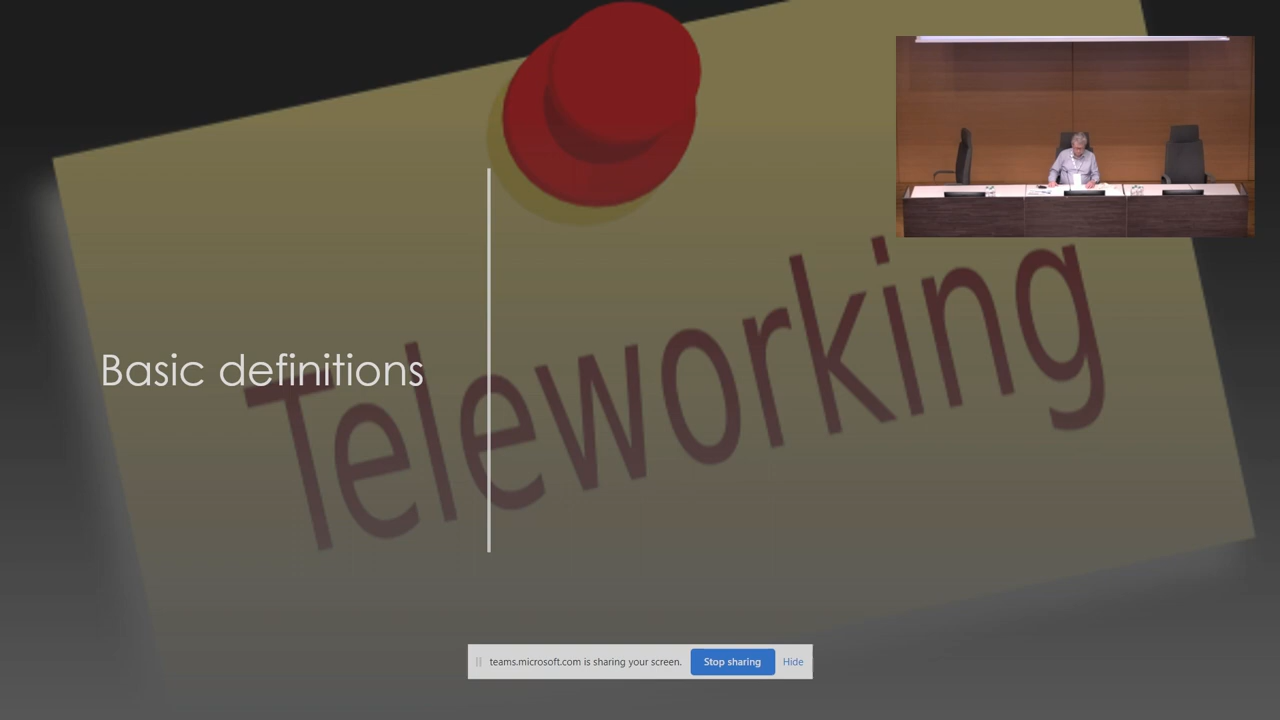 Basic definitions
Teleworking
teams.microsoft.com is sharing your screen.
Stop sharing
Hide